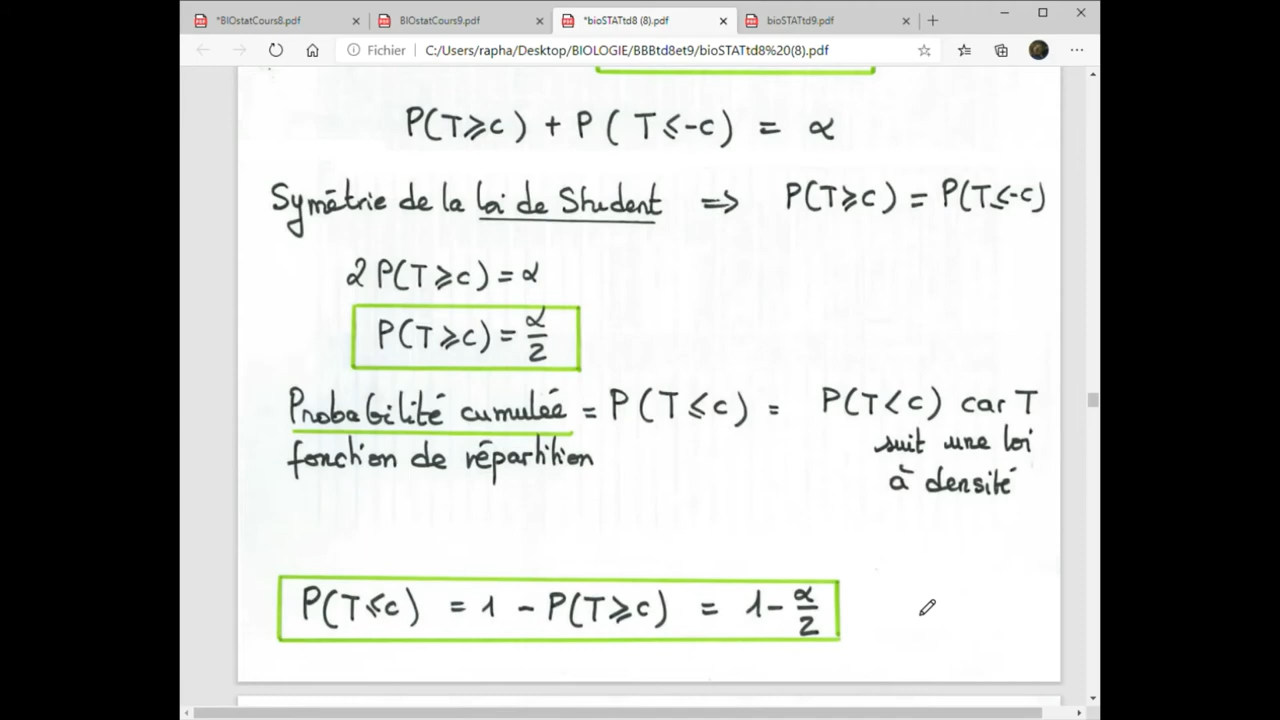 *BIOstatCours8.pdf
BIOstatCours9.pdf
*bioSTATtd8 (8).pdf
bioSTATtd9.pdf
Fichier
C:/Users/rapha/Desktop/BIOLOGIE/BBBtd8et9/bioSTATtd8%20(8).pdf
P(T⩾c) + P ( T⩽-c) = α
Symétrie de la loi de Student ⇒ P(T⩾c) = P(T⩽-c)
2 P(T⩾c) = α
P(T⩾c) = α/2
Probabilité cumulée = P (T⩽c) = P(T<c) car T
fonction de répartition suit une loi
à densité
P(T⩽c) = 1 - P(T⩾c) = 1 - α/2